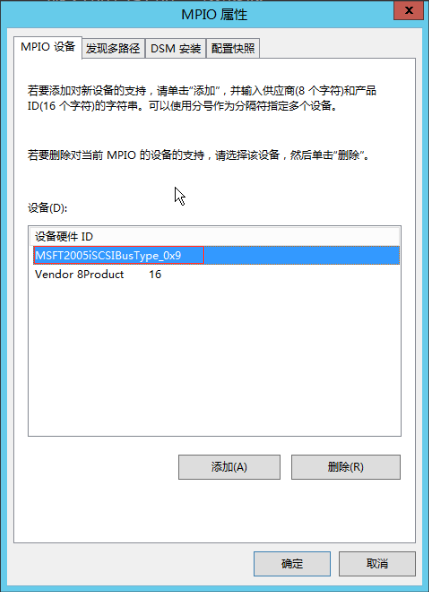 MPIO 属性
x
MPIO 设备 发现多路径 DSM 安装 配置快照
若要添加对新设备的支持，请单击"添加"，并输入供应商(8 个字符)和产品
ID(16 个字符)的字符串。可以使用分号作为分隔符指定多个设备。
若要删除对当前 MPIO 的设备的支持，请选择该设备，然后单击"删除"。
设备(D):
设备硬件 ID
MSFT2005iSCSIBusType_0x9
Vendor 8Product 16
添加(A) 删除(R)
确定 取消